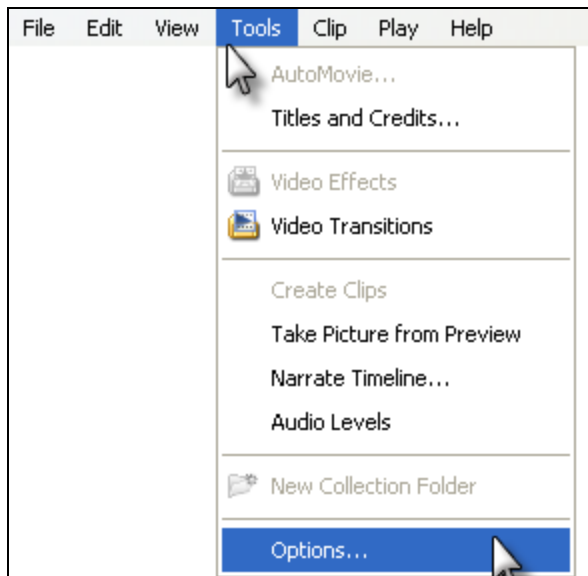 File Edit View Tools Clip Play Help
AutoMovie...
Titles and Credits...
Video Effects
Video Transitions
Create Clips
Take Picture from Preview
Narrate Timeline...
Audio Levels
New Collection Folder
Options...